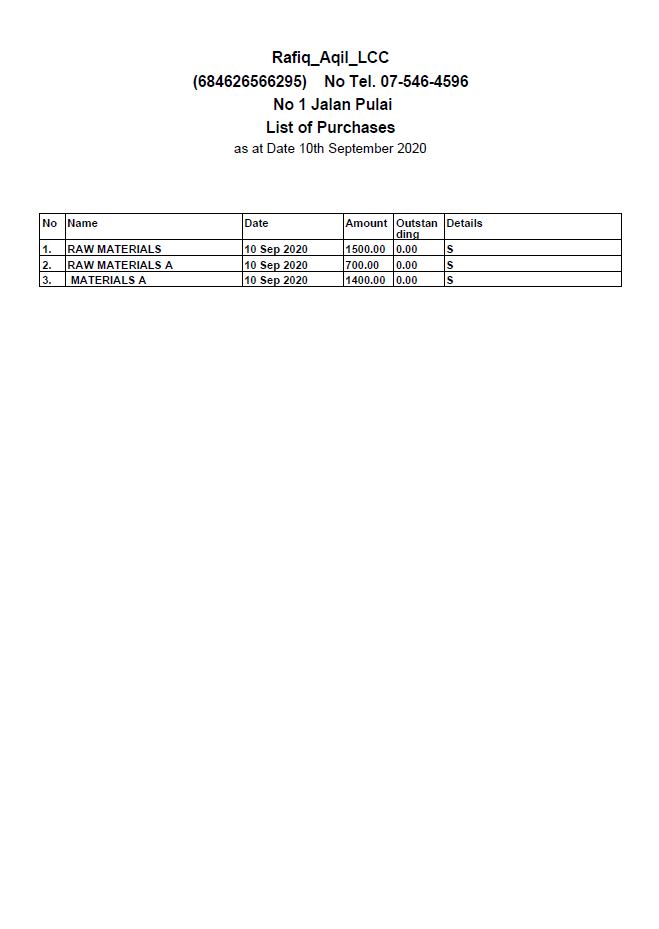 Rafiq_Aqil_LCC
(684626566295) No Tel. 07-546-4596
No 1 Jalan Pulai
List of Purchases
as at Date 10th September 2020
No Name Date Amount Outstan Details
ding
1. RAW MATERIALS 10 Sep 2020 1500.00 0.00 S
2. RAW MATERIALS A 10 Sep 2020 700.00 0.00 S
3. MATERIALS A 10 Sep 2020 1400.00 0.00 S